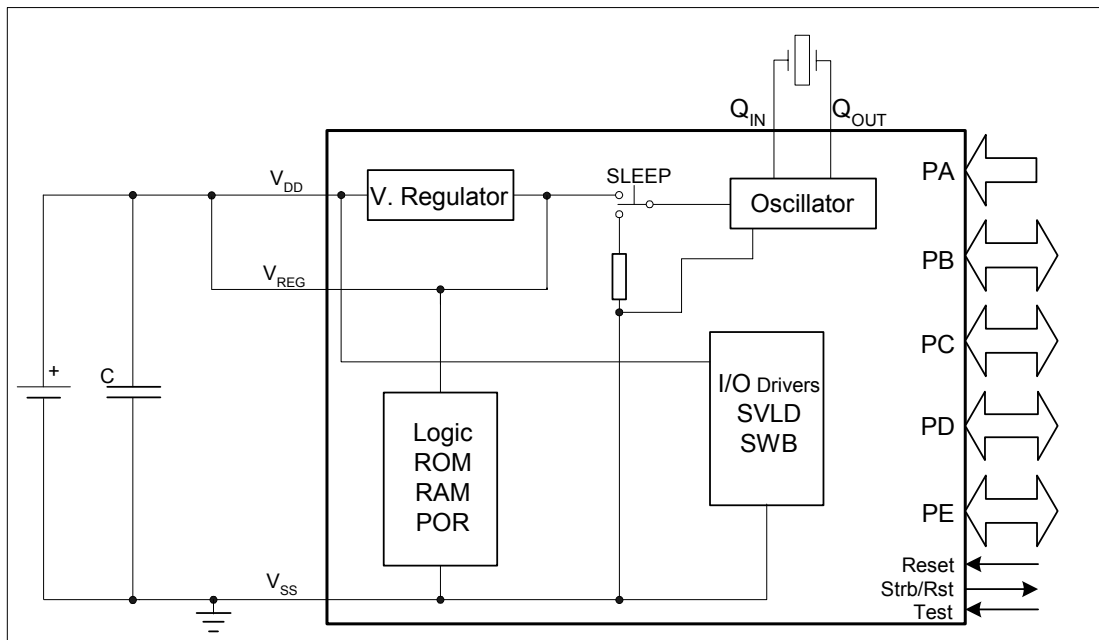 Q_IN
Q_OUT
V_DD
V. Regulator
SLEEP
Oscillator
PA
PB
V_REG
PC
+
C
I/O Drivers
SVLD
SWB
PD
Logic
ROM
RAM
POR
PE
Reset
V_SS
Strb/Rst
Test